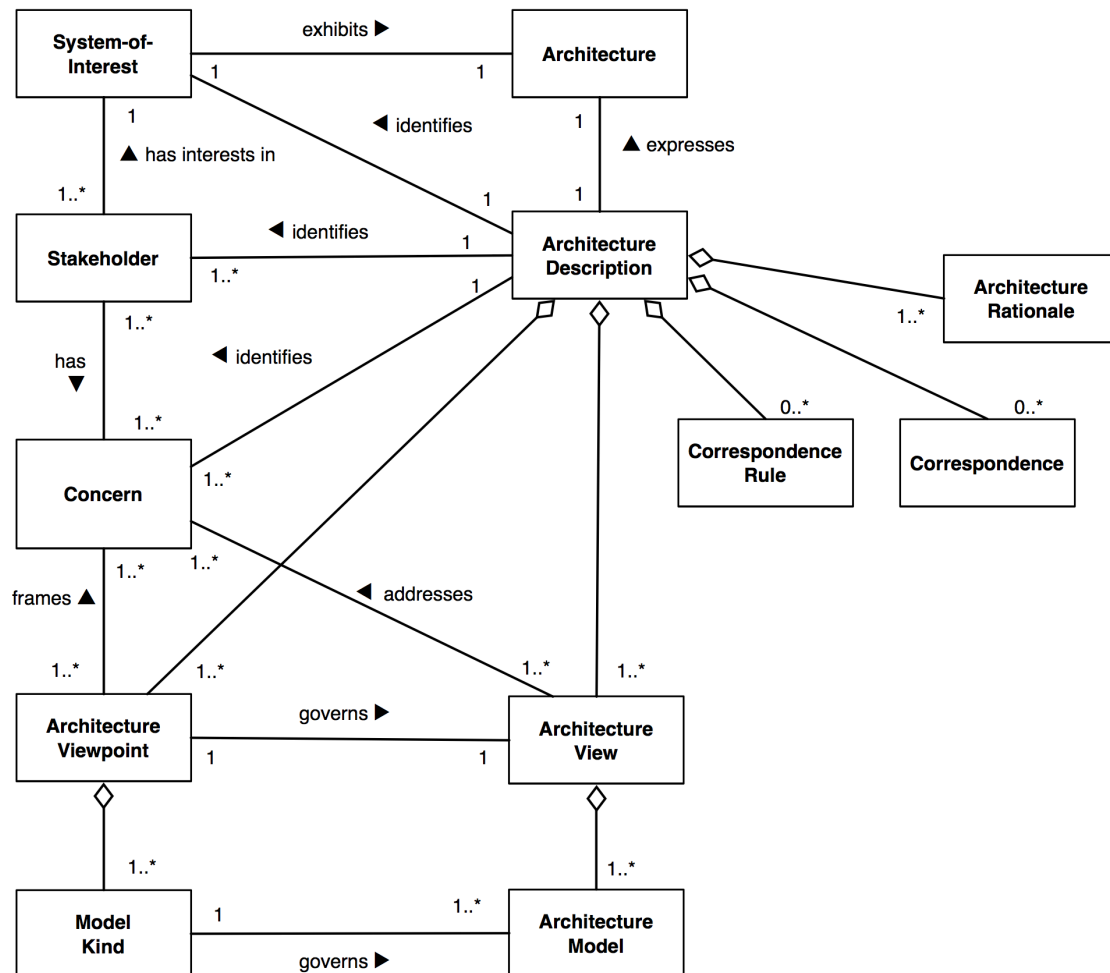 exhibits ▶
System-of-
Interest
Architecture
1
1
◀ identifies
1
1
▲ has interests in
▲ expresses
1..*
1
1
Stakeholder
◀ identifies
1
Architecture
Description
1..*
1
Architecture
Rationale
1..*
1..*
has
▼
◀ identifies
1..*
0..*
0..*
Correspondence
Rule
Correspondence
Concern
1..*
1..*
1..*
frames ▲
◀ addresses
1..*
1..*
1..*
1..*
Architecture
Viewpoint
governs ▶
Architecture
View
1
1
1..*
1..*
Model
Kind
1
1..*
Architecture
Model
governs ▶